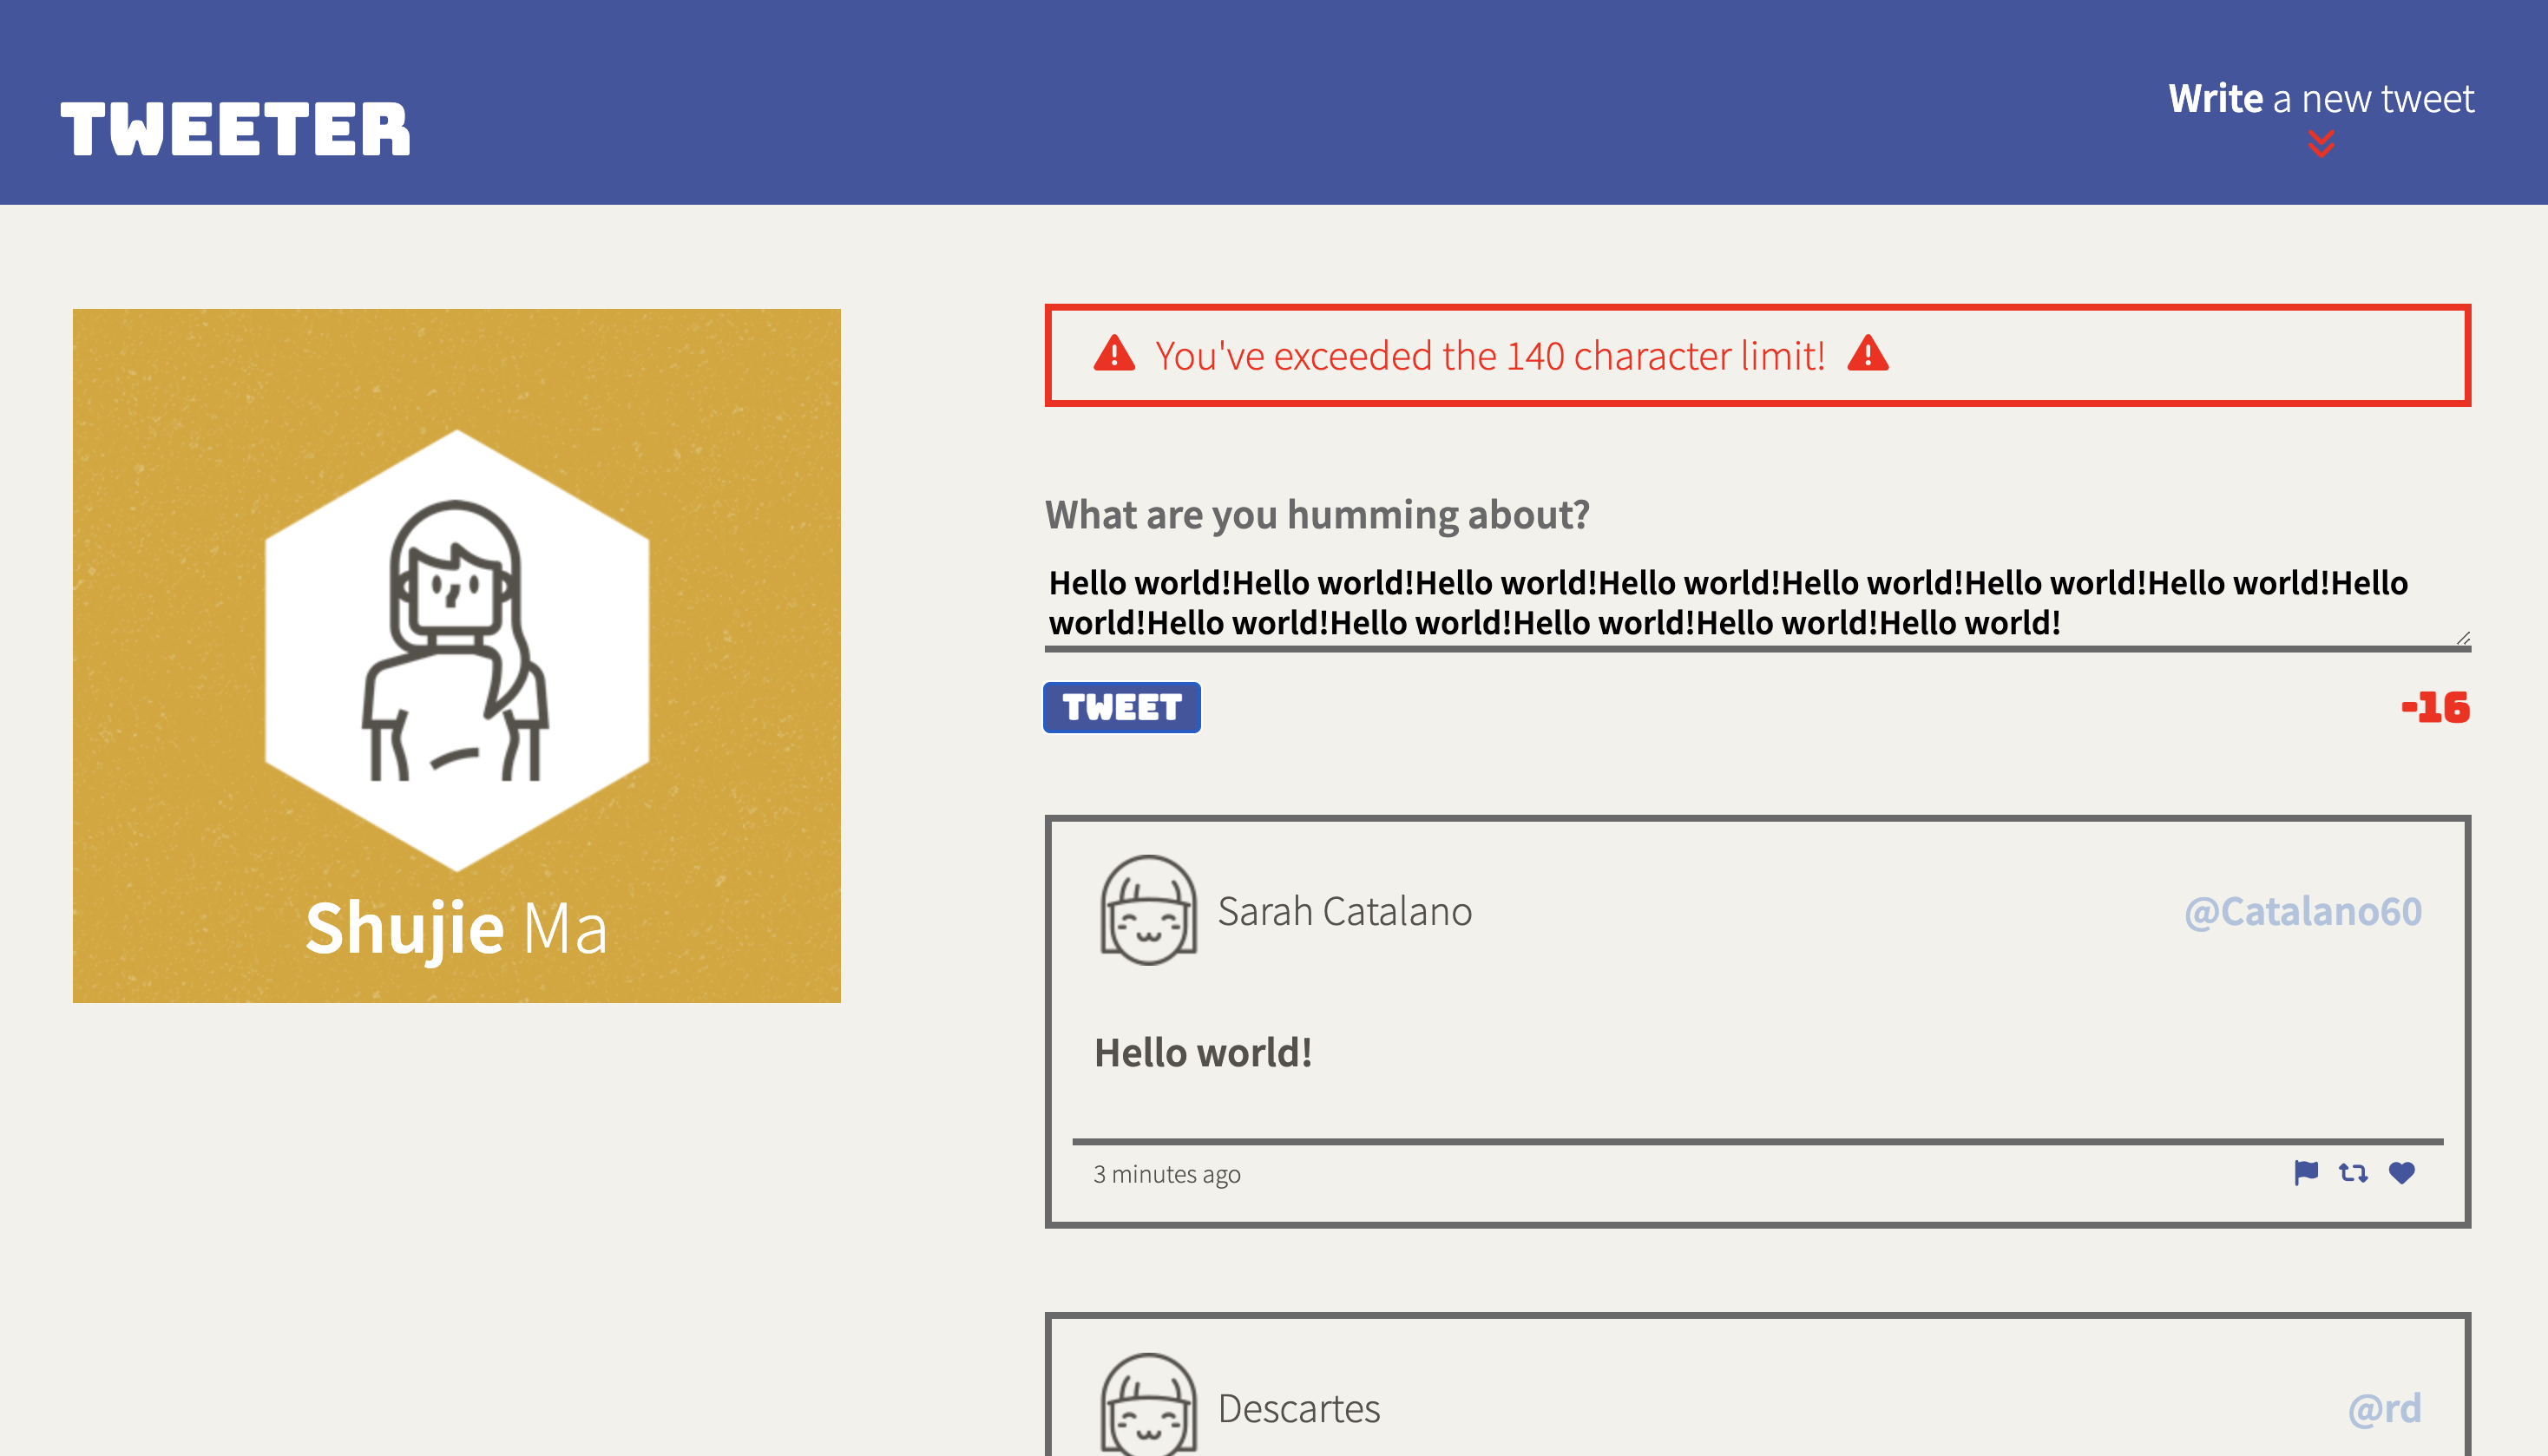 TWEETER
Write a new tweet
You've exceeded the 140 character limit!
Shujie Ma
What are you humming about?
Hello world!Hello world!Hello world!Hello world!Hello world!Hello world!Hello world!Hello
world!Hello world!Hello world!Hello world!Hello world!Hello world!
TWEET
-16
Sarah Catalano
@Catalano60
Hello world!
3 minutes ago
Descartes
@rd